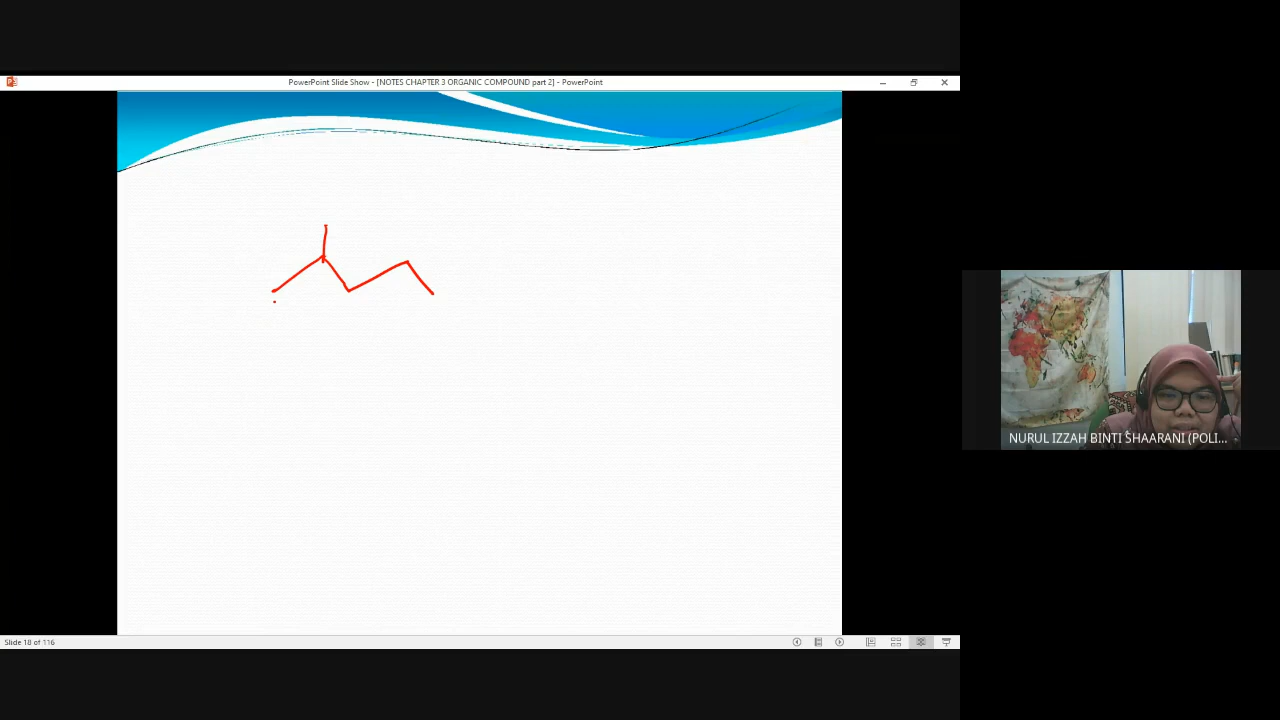 PowerPoint Slide Show - [NOTES CHAPTER 3 ORGANIC COMPOUND part 2] - PowerPoint
NURUL IZZAH BINTI SHAARANI (POLI...
Slide 18 of 116